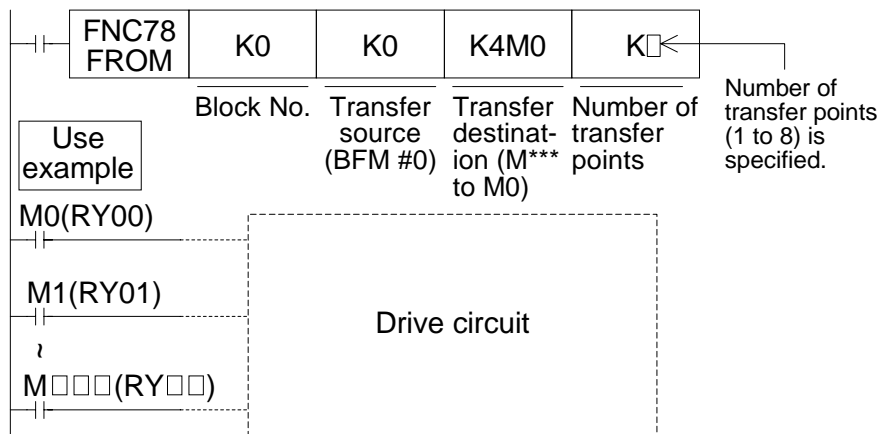 FNC78
FROM
K0
K0
K4M0
K□
Block No.
Transfer
source
(BFM #0)
Transfer
destinat-
ion (M***
to M0)
Number of
transfer
points
Number of
transfer points
(1 to 8) is
specified.
Use
example
M0(RY00)
M1(RY01)
~
M□□□(RY□□)
Drive circuit